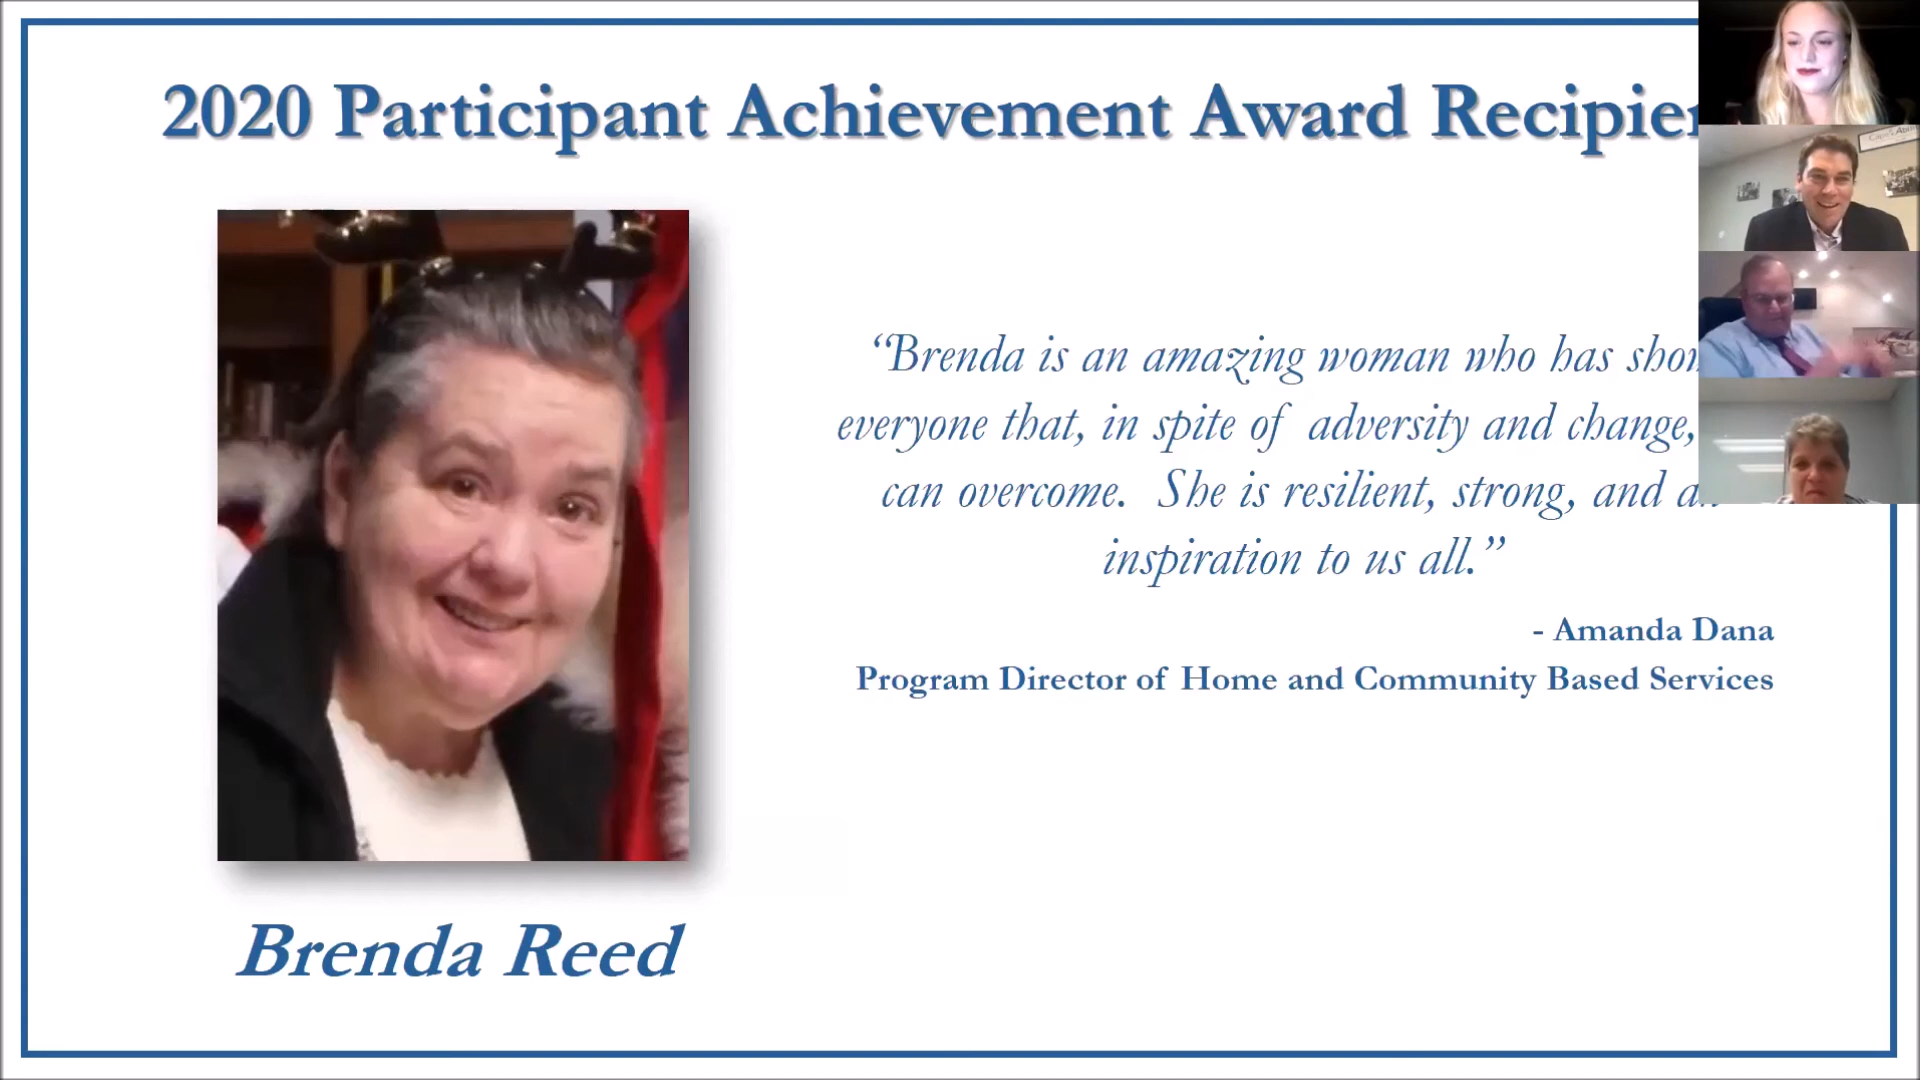 2020 Participant Achievement Award Recipien
“Brenda is an amazing woman who has show
everyone that, in spite of adversity and change,
can overcome. She is resilient, strong, and an
inspiration to us all.”
- Amanda Dana
Program Director of Home and Community Based Services
Brenda Reed